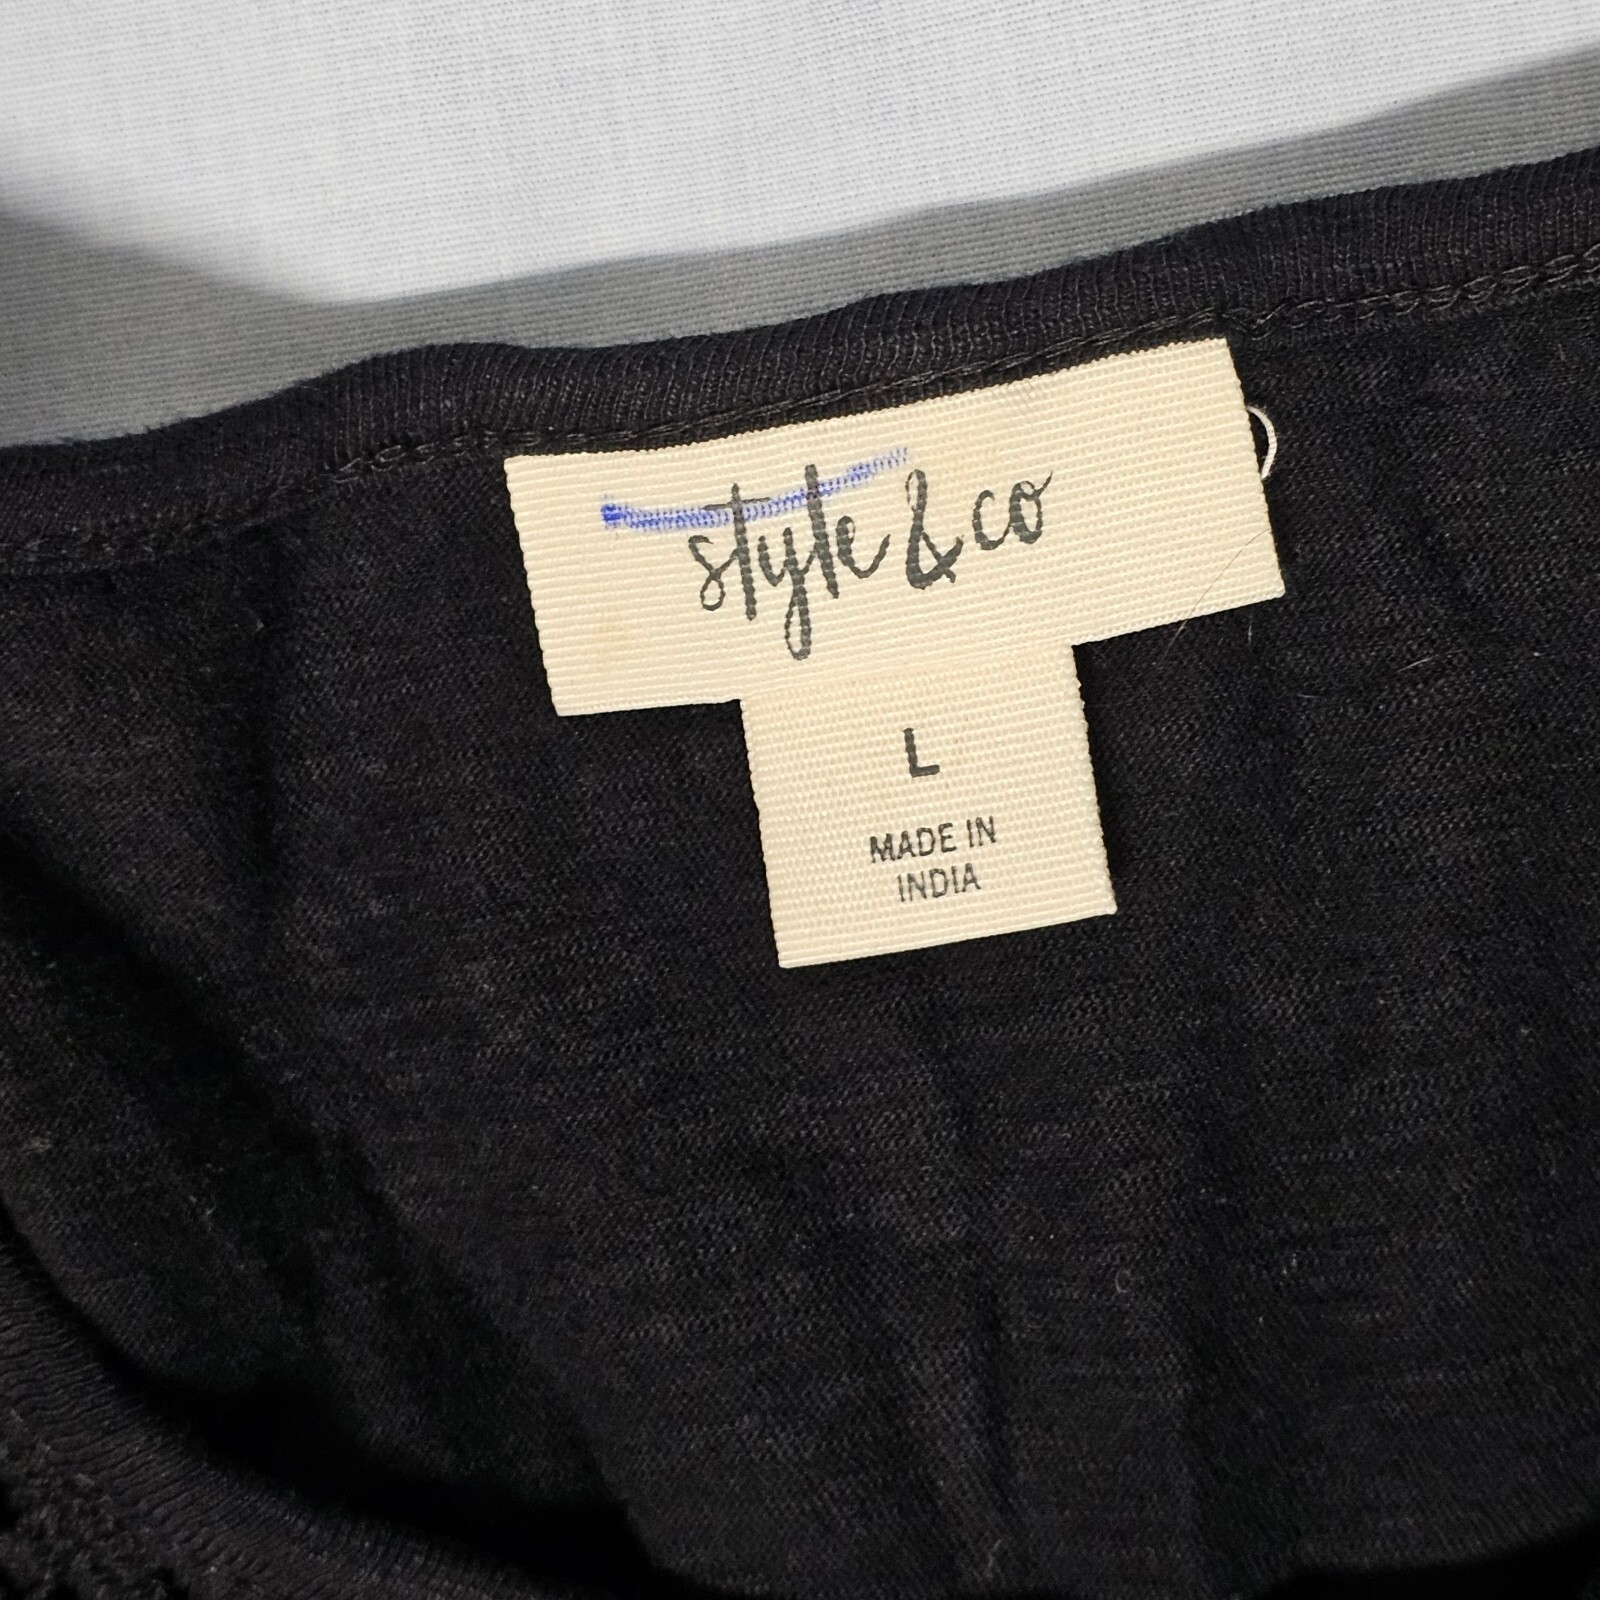 style & co
L
MADE IN
INDIA